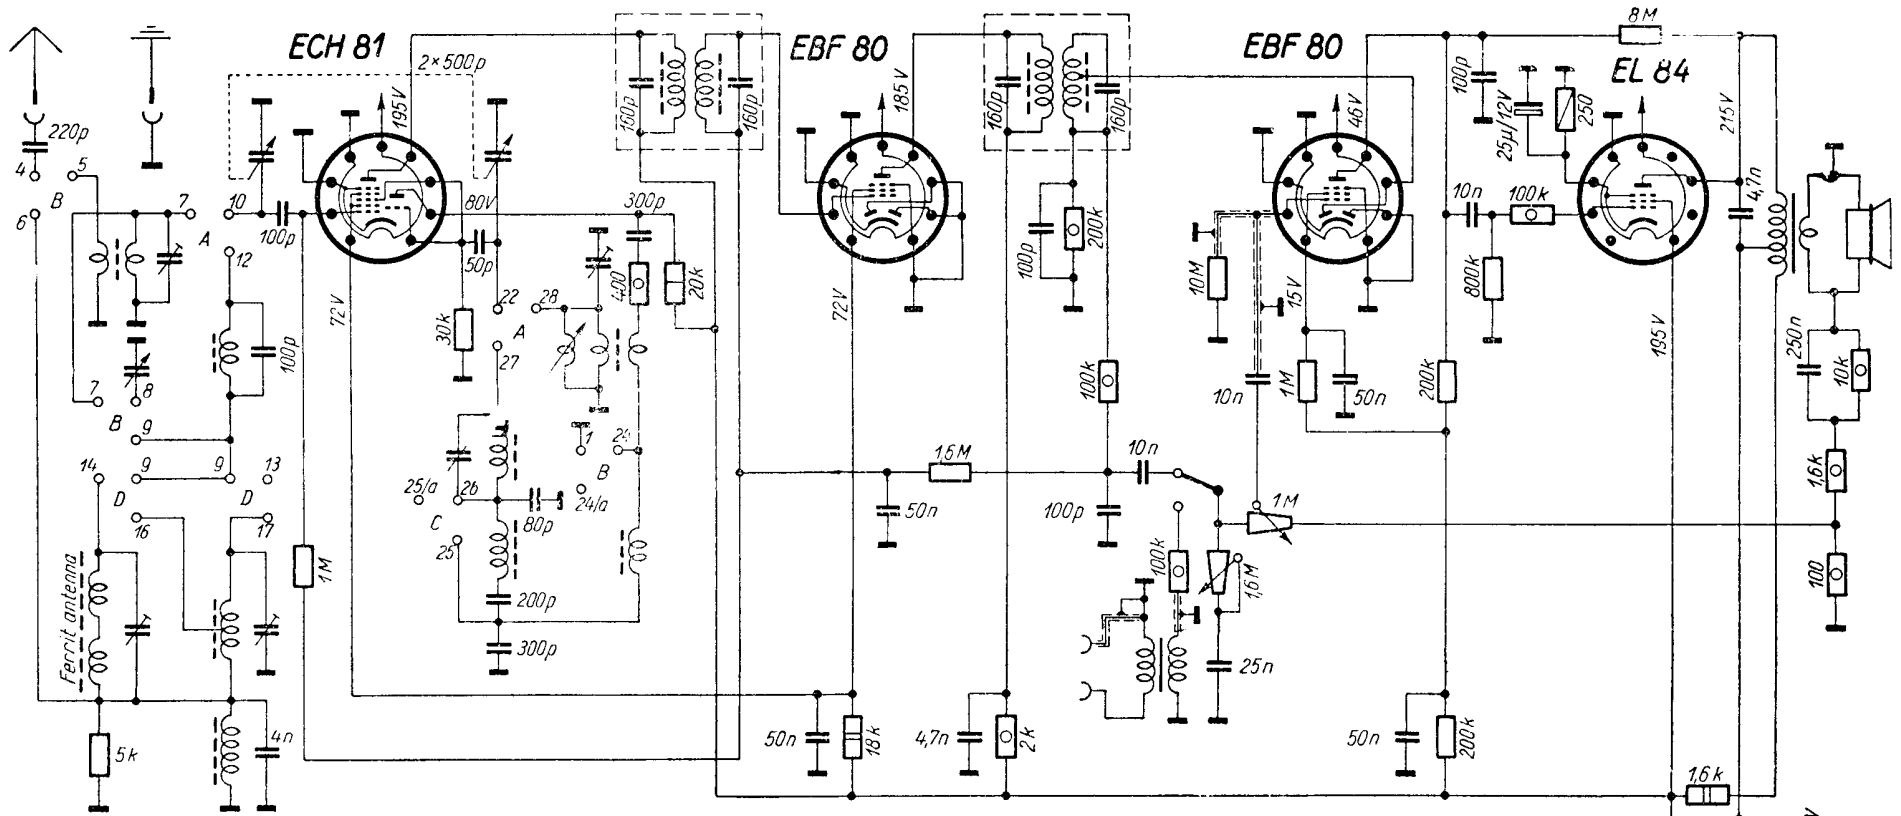 ECH 81
EBF 80
EBF 80
EL 84
8M
2×500p
195V
185V
46V
215V
220p
4
5
B
6
7
A
10
12
100p
80V
50p
72V
30k
160p
160p
300p
400
20k
22
28
A
27
160p
160p
100p
200k
72V
10M
15V
100p
25µ/12V
250
4,7n
10n
100k
800k
195V
100p
7
8
B
9
14
9
9
13
D
D
16
17
Ferrit antenna
1M
25/a
26
C
25
80p
1
24
B
24/a
200p
300p
1,6M
50n
100k
10n
100p
10n
1M
50n
200k
1M
100k
1,6M
25n
250n
10k
1,6k
100
5k
4n
50n
18k
4,7n
2k
50n
200k
1,6k